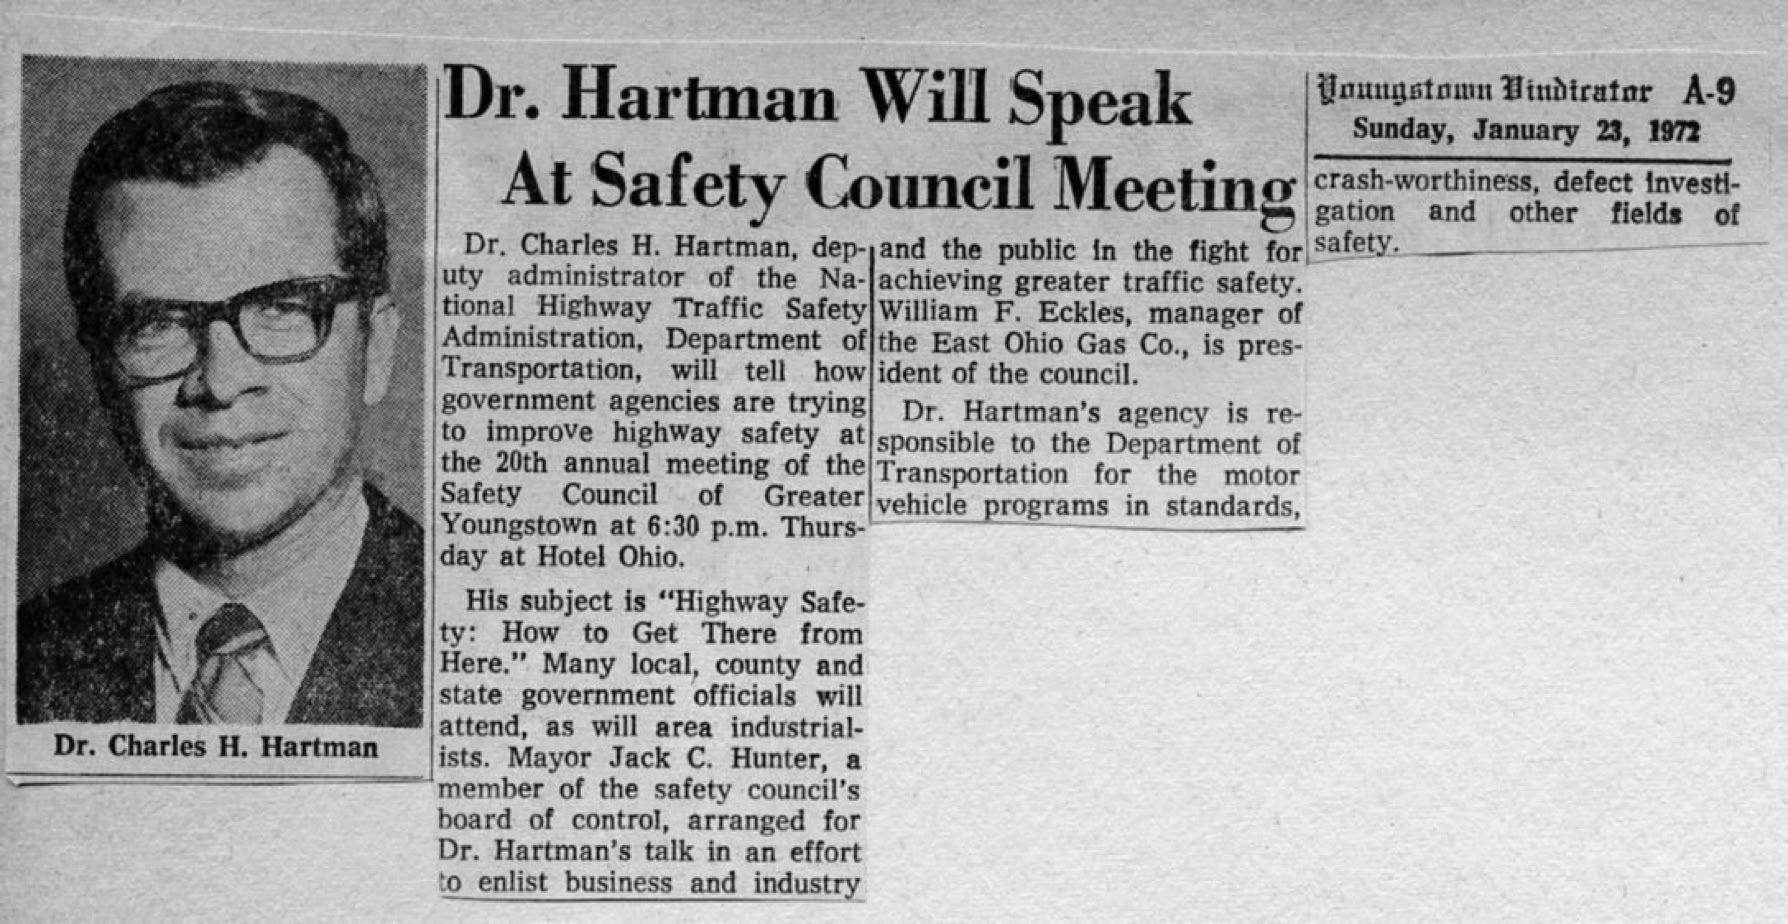 Dr. Hartman Will Speak
At Safety Council Meeting
Youngstown Vindicator A-9
Sunday, January 23, 1972
Dr. Charles H. Hartman
Dr. Charles H. Hartman, dep-
uty administrator of the Na-
tional Highway Traffic Safety
Administration, Department of
Transportation, will tell how
government agencies are trying
to improve highway safety at
the 20th annual meeting of the
Safety Council of Greater
Youngstown at 6:30 p.m. Thurs-
day at Hotel Ohio.
His subject is “Highway Safe-
ty: How to Get There from
Here.” Many local, county and
state government officials will
attend, as will area industrial-
ists. Mayor Jack C. Hunter, a
member of the safety council's
board of control, arranged for
Dr. Hartman's talk in an effort
to enlist business and industry
and the public in the fight for
achieving greater traffic safety.
William F. Eckles, manager of
the East Ohio Gas Co., is pres-
ident of the council.
Dr. Hartman's agency is re-
sponsible to the Department of
Transportation for the motor
vehicle programs in standards,
crash-worthiness, defect investi-
gation and other fields of
safety.